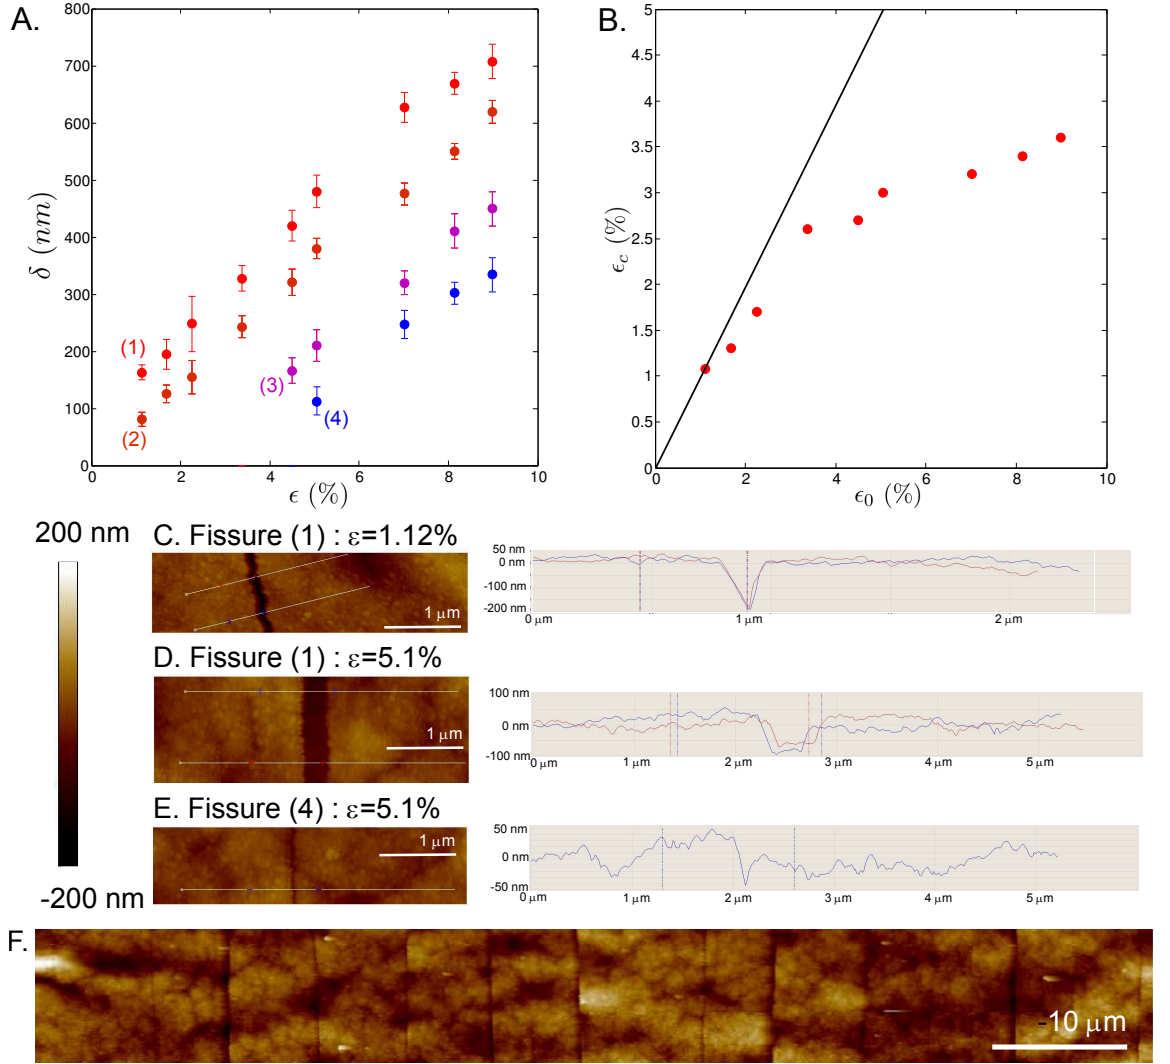 A.
800
700
600
500
400
300
200
100
0
δ (nm)
(1)
(2)
(3)
(4)
0 2 4 6 8 10
ϵ (%)
B.
5
4.5
4
3.5
3
2.5
2
1.5
1
0.5
0
ϵc (%)
0 2 4 6 8 10
ϵ0 (%)
200 nm
-200 nm
C. Fissure (1) : ε=1.12%
1 μm
50 nm
0 nm
-100 nm
-200 nm
0 μm 1 μm 2 μm
D. Fissure (1) : ε=5.1%
1 μm
100 nm
0 nm
-100 nm
0 μm 1 μm 2 μm 3 μm 4 μm 5 μm
E. Fissure (4) : ε=5.1%
1 μm
50 nm
0 nm
-50 nm
0 μm 1 μm 2 μm 3 μm 4 μm 5 μm
F.
-10 μm